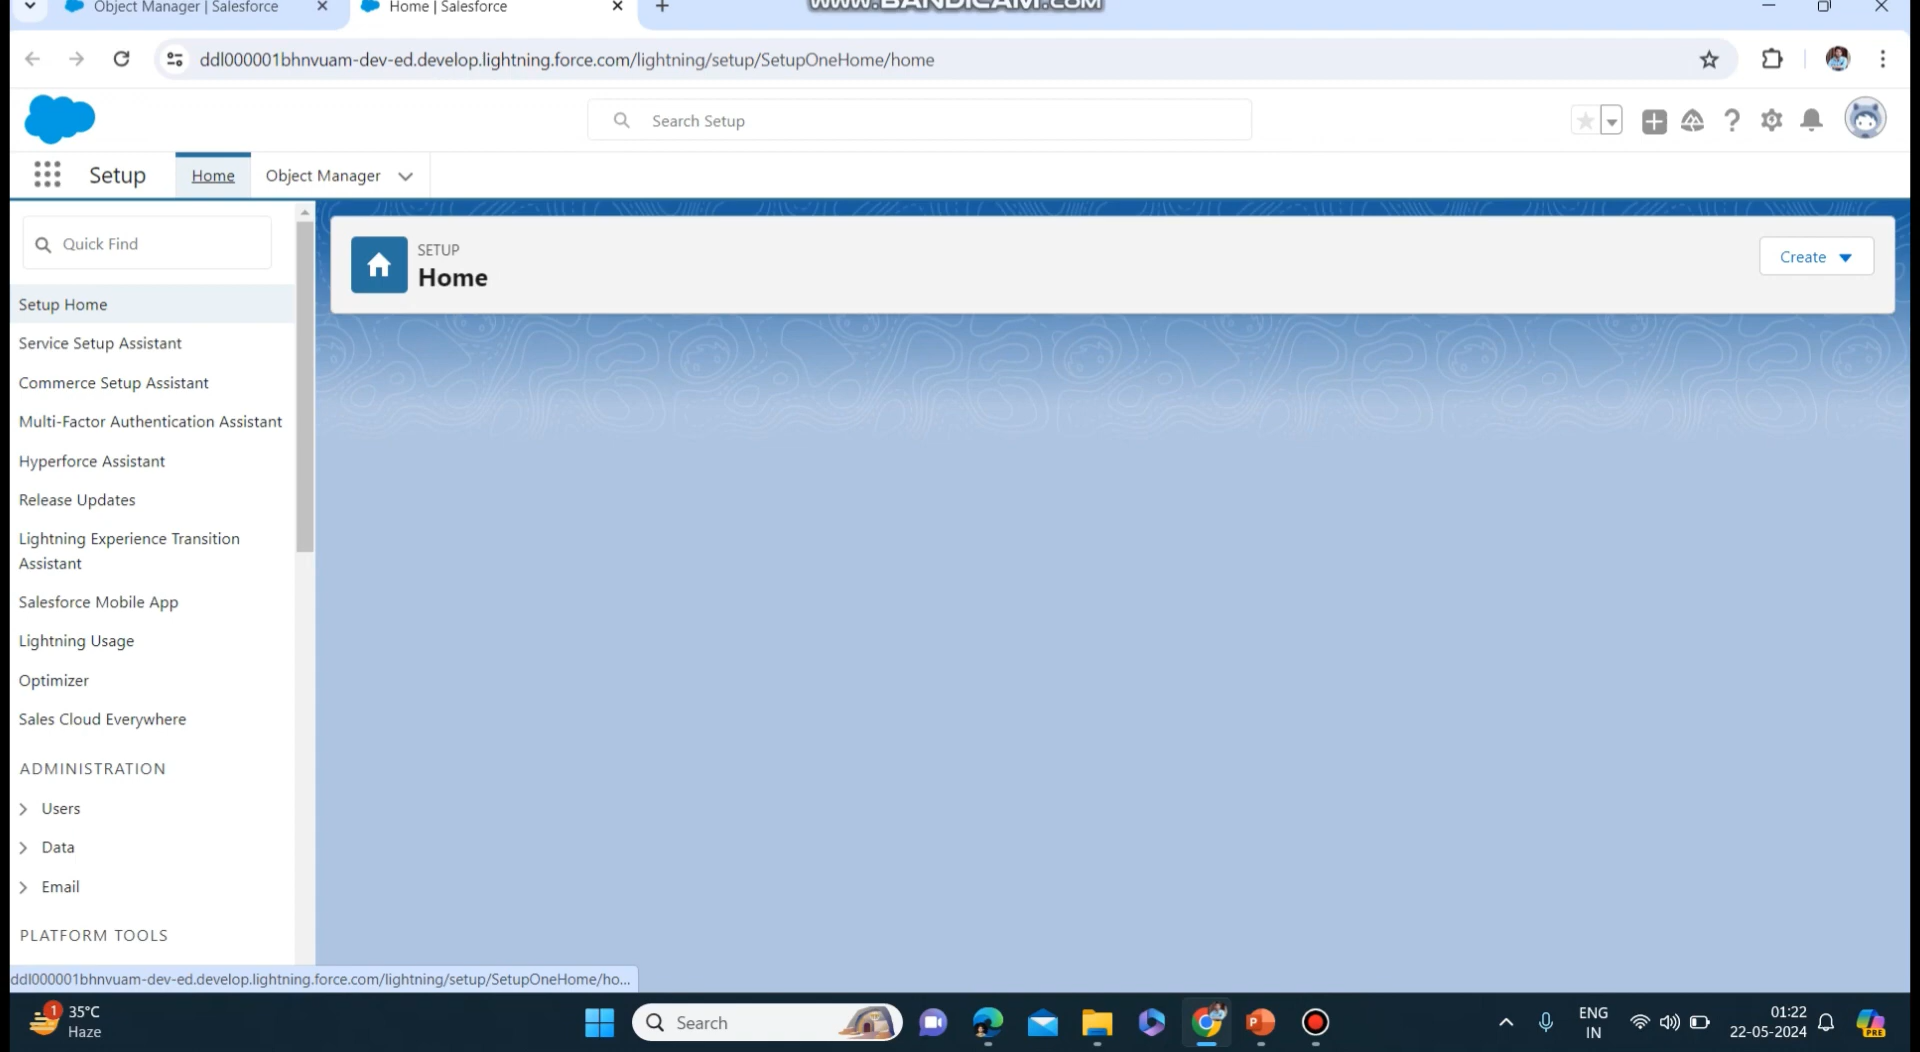 Object Manager | Salesforce
Home | Salesforce
www.BANDICAM.COM
ddl000001bhnvuam-dev-ed.develop.lightning.force.com/lightning/setup/SetupOneHome/home
Search Setup
Setup
Home
Object Manager
Quick Find
SETUP
Home
Create
Setup Home
Service Setup Assistant
Commerce Setup Assistant
Multi-Factor Authentication Assistant
Hyperforce Assistant
Release Updates
Lightning Experience Transition
Assistant
Salesforce Mobile App
Lightning Usage
Optimizer
Sales Cloud Everywhere
ADMINISTRATION
Users
Data
Email
PLATFORM TOOLS
ddl000001bhnvuam-dev-ed.develop.lightning.force.com/lightning/setup/SetupOneHome/ho...
1
35°C
Haze
Search
P
ENG
IN
01:22
22-05-2024
PRE